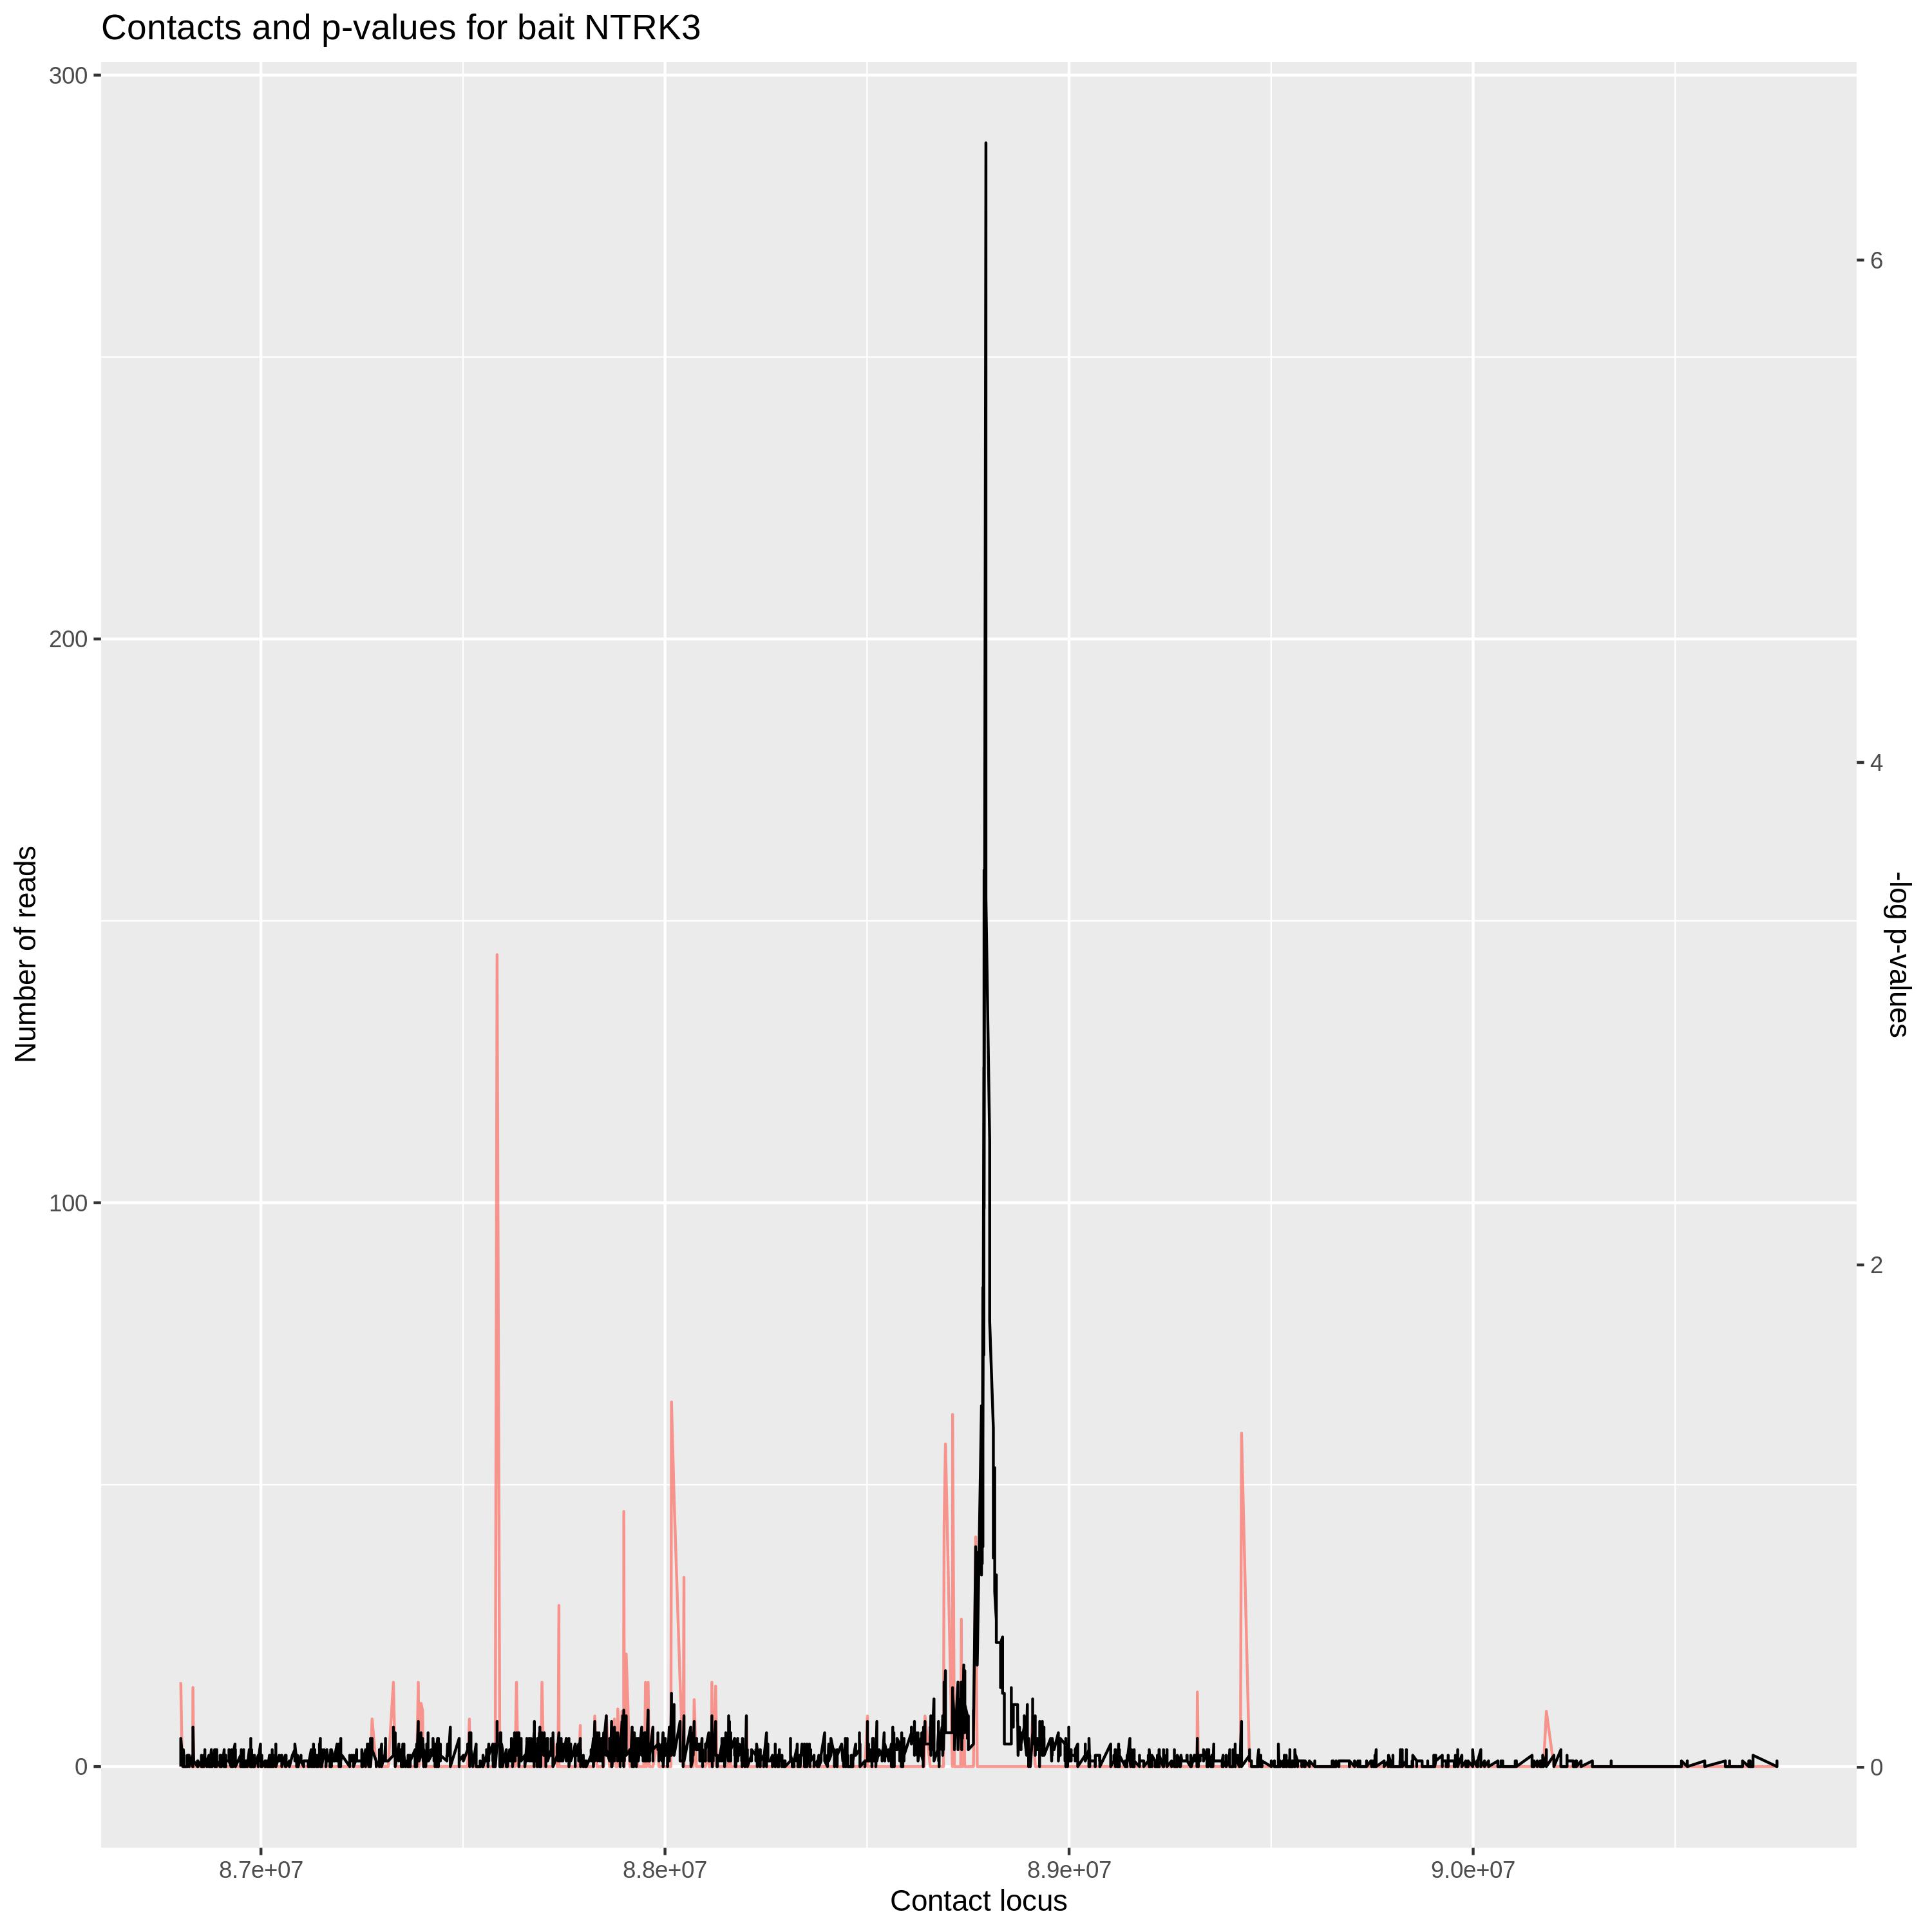 Contacts and p-values for bait NTRK3
300
200
100
0
Number of reads
6
4
2
0
-log p-values
8.7e+07
8.8e+07
8.9e+07
9.0e+07
Contact locus